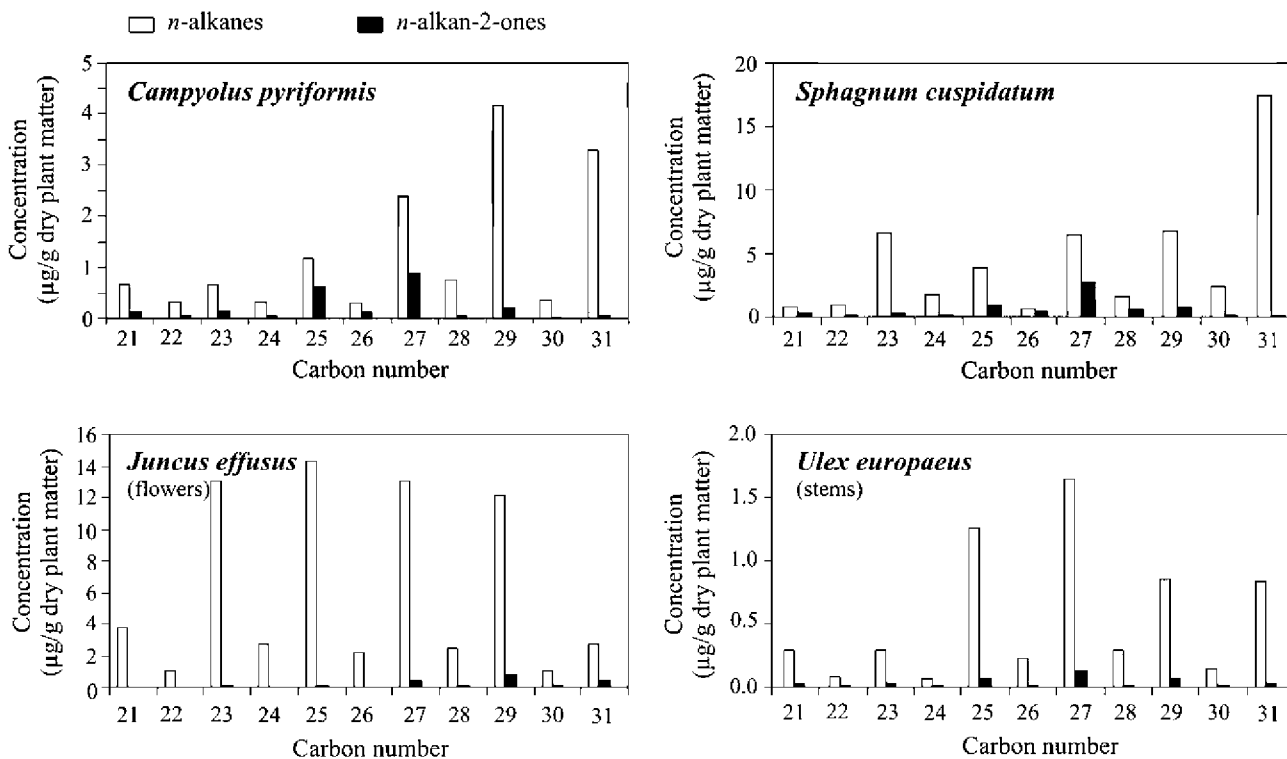 n-alkanes n-alkan-2-ones
Campyolus pyriformis
Concentration
(µg/g dry plant matter)
5
4
3
2
1
0
21 22 23 24 25 26 27 28 29 30 31
Carbon number
Sphagnum cuspidatum
Concentration
(µg/g dry plant matter)
20
15
10
5
0
21 22 23 24 25 26 27 28 29 30 31
Carbon number
Juncus effusus
(flowers)
Concentration
(µg/g dry plant matter)
16
14
12
10
8
6
4
2
0
21 22 23 24 25 26 27 28 29 30 31
Carbon number
Ulex europaeus
(stems)
Concentration
(µg/g dry plant matter)
2.0
1.5
1.0
0.5
0.0
21 22 23 24 25 26 27 28 29 30 31
Carbon number